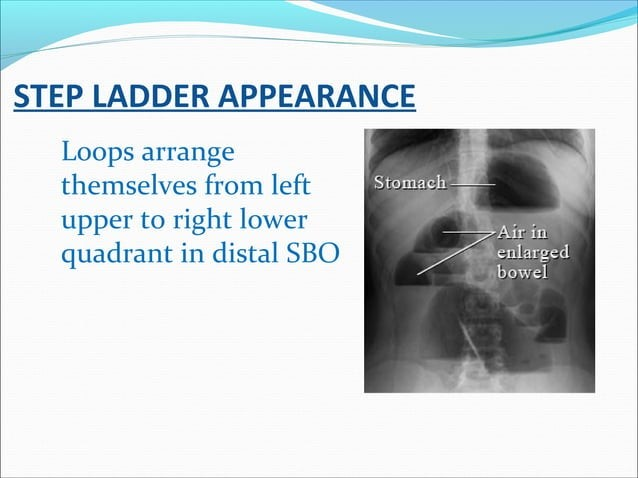 STEP LADDER APPEARANCE
Loops arrange
themselves from left
upper to right lower
quadrant in distal SBO
Stomach
Air in
enlarged
bowel